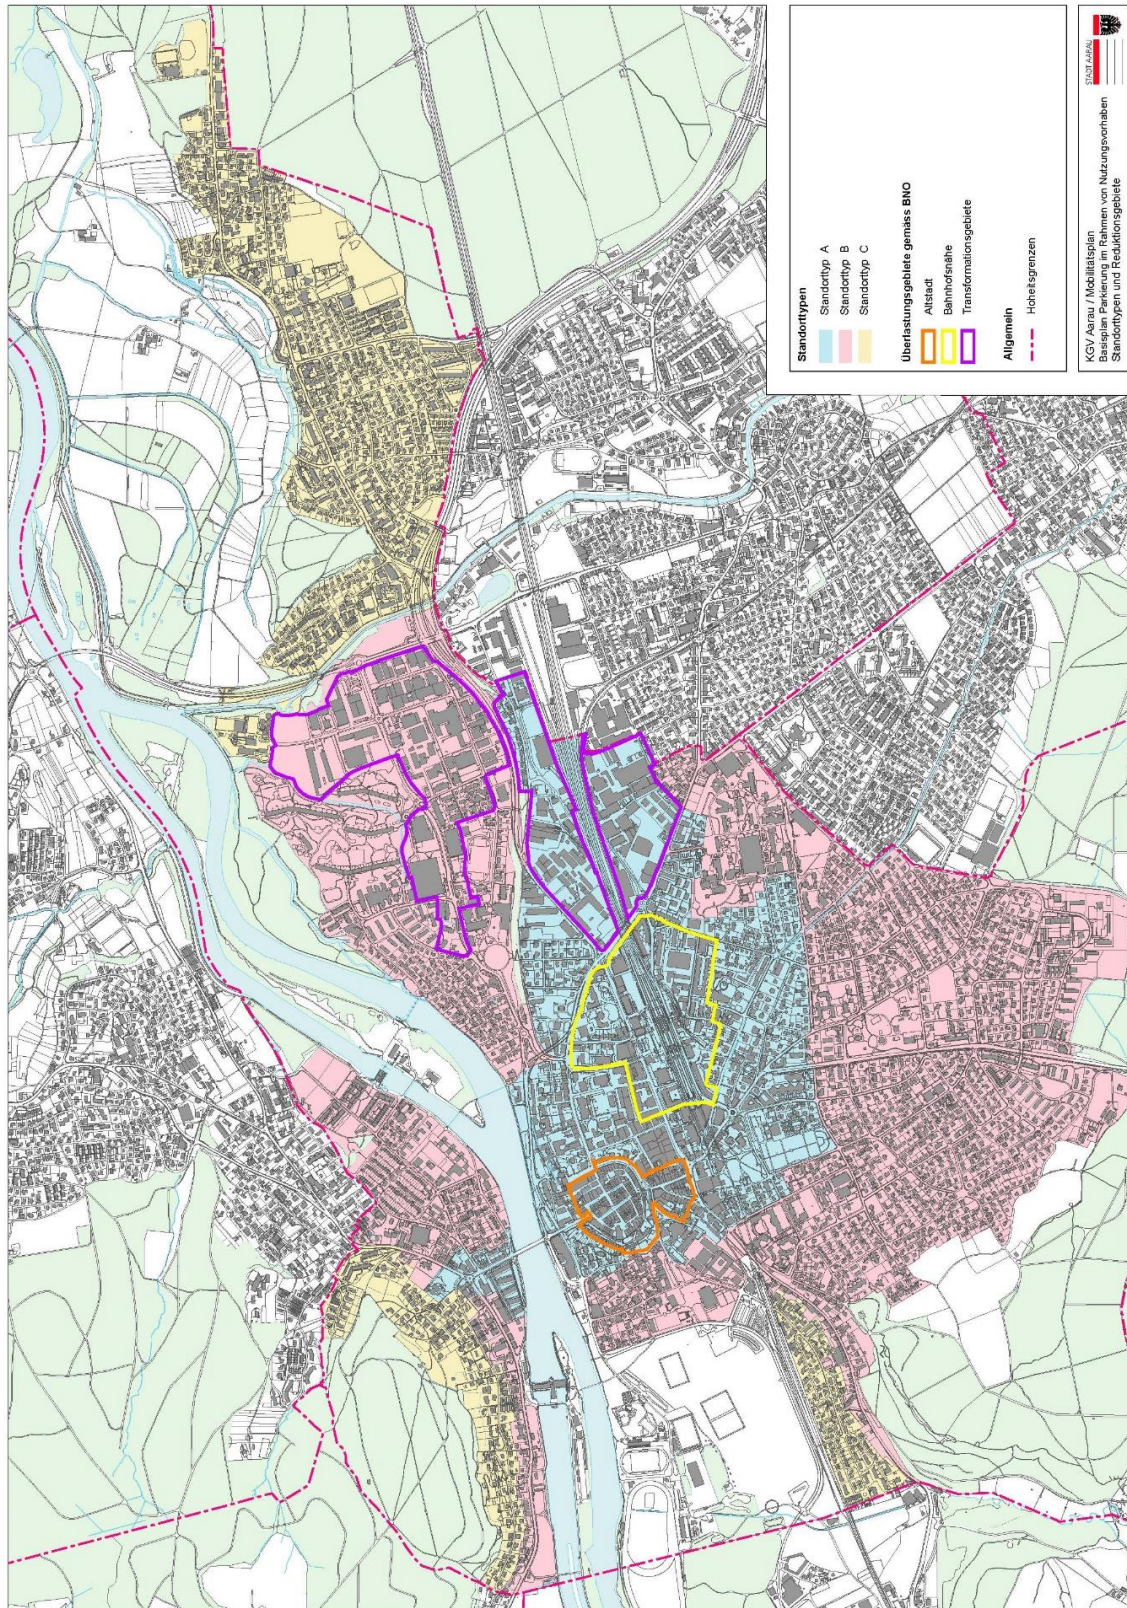 Standorttypen
Standorttyp A
Standorttyp B
Standorttyp C
Überlastungsgebiete gemäss BNO
Altstadt
Bahnhofsnähe
Transformationsgebiete
Allgemein
Hoheitsgrenzen
KGV Aarau / Mobilitätsplan
Basisplan Parkierung im Rahmen von Nutzungsvorhaben
Standorttypen und Reduktionsgebiete
STADT AARAU